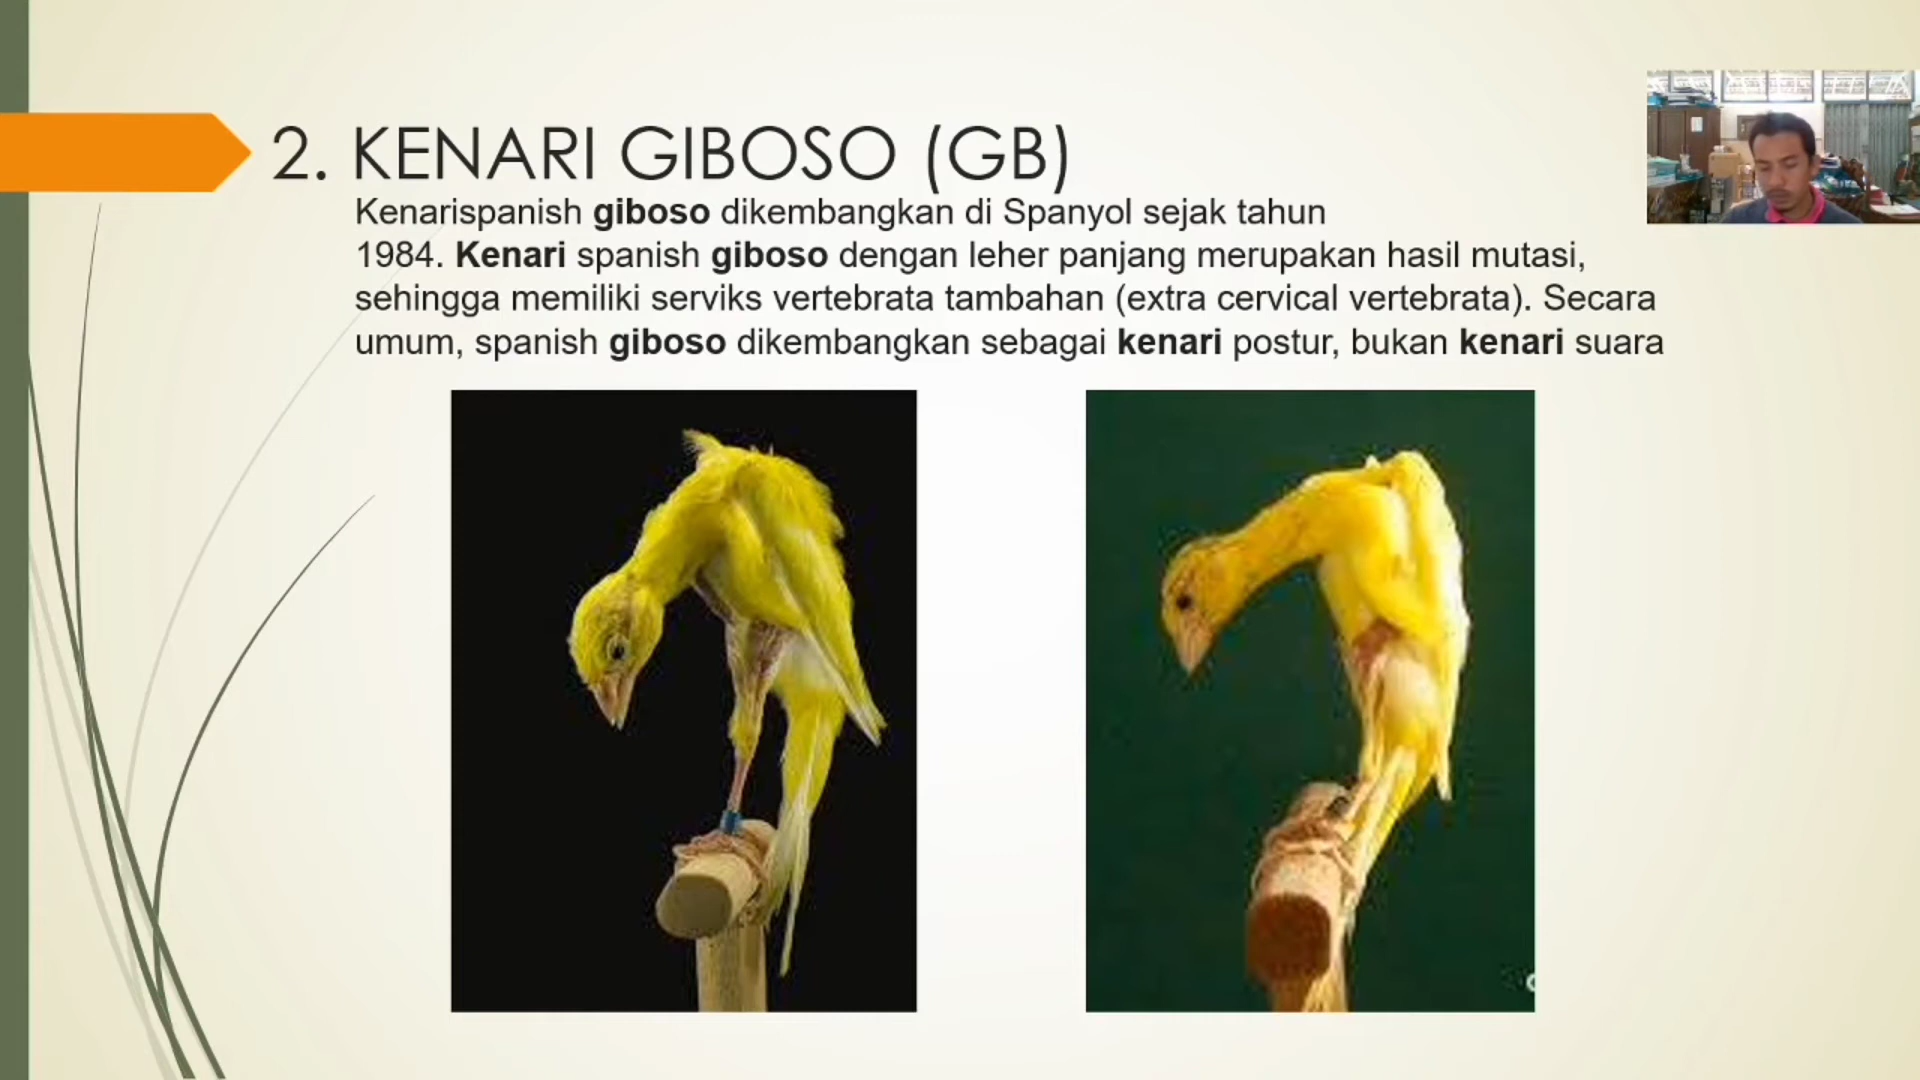 2. KENARI GIBOSO (GB)
Kenarispanish giboso dikembangkan di Spanyol sejak tahun
1984. Kenari spanish giboso dengan leher panjang merupakan hasil mutasi,
sehingga memiliki serviks vertebrata tambahan (extra cervical vertebrata). Secara
umum, spanish giboso dikembangkan sebagai kenari postur, bukan kenari suara